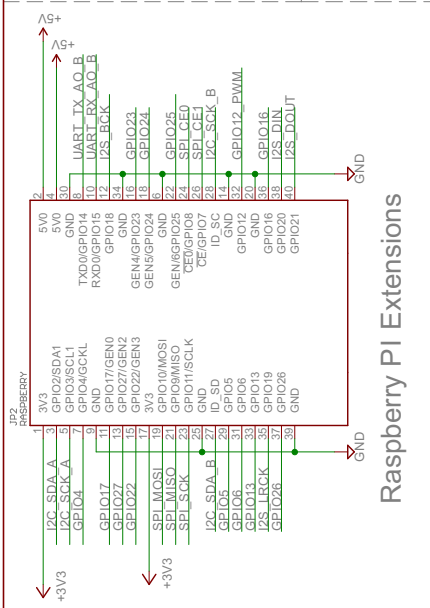 +5V
+5V
UART_TX_AO_B
UART_RX_AO_B
I2S_BCK
GPIO23
GPIO24
GPIO25
SPI_CE0
SPI_CE1
I2C_SCK_B
GPIO12_PWM
GPIO16
I2S_DIN
I2S_DOUT
GND
2
4
30
8
10
12
34
16
18
6
22
24
26
28
14
32
20
36
38
40
5V0
5V0
GND
TXD0/GPIO14
RXD0/GPIO15
GPIO18
GND
GEN4/GPIO23
GEN5/GPIO24
GND
GEN/6GPIO25
CE0/GPIO8
CE/GPIO7
ID_SC
GND
GPIO12
GND
GPIO16
GPIO20
GPIO21
JP2
RASPBERRY
3V3
GPIO2/SDA1
GPIO3/SCL1
GPIO4/GCKL
GND
GPIO17/GEN0
GPIO27/GEN2
GPIO22/GEN3
3V3
GPIO10/MOSI
GPIO9/MISO
GPIO11/SCLK
GND
ID_SD
GPIO5
GPIO6
GPIO13
GPIO19
GPIO26
GND
1
3
5
7
9
11
13
15
17
19
21
23
25
27
29
31
33
35
37
39
I2C_SDA_A
I2C_SCK_A
GPIO4
GPIO17
GPIO27
GPIO22
SPI_MOSI
SPI_MISO
SPI_SCK
I2C_SDA_B
GPIO5
GPIO6
GPIO13
I2S_LRCK
GPIO26
GND
+3V3
+3V3
Raspberry PI Extensions